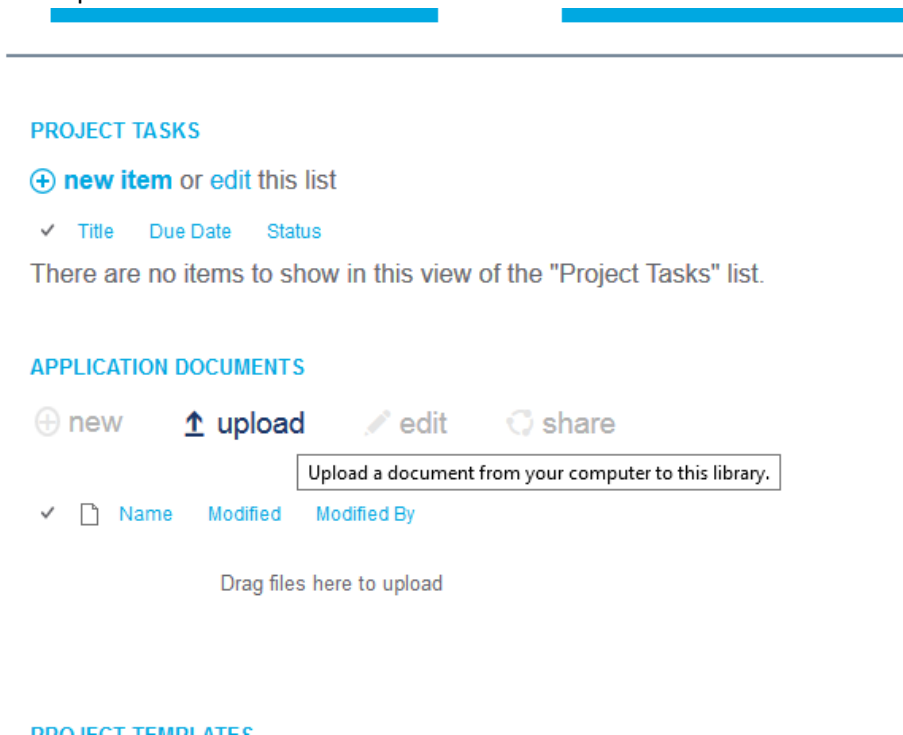 PROJECT TASKS
new item or edit this list
Title Due Date Status
There are no items to show in this view of the "Project Tasks" list.
APPLICATION DOCUMENTS
new upload edit share
Upload a document from your computer to this library.
Name Modified Modified By
Drag files here to upload
PROJECT TEMPLATES